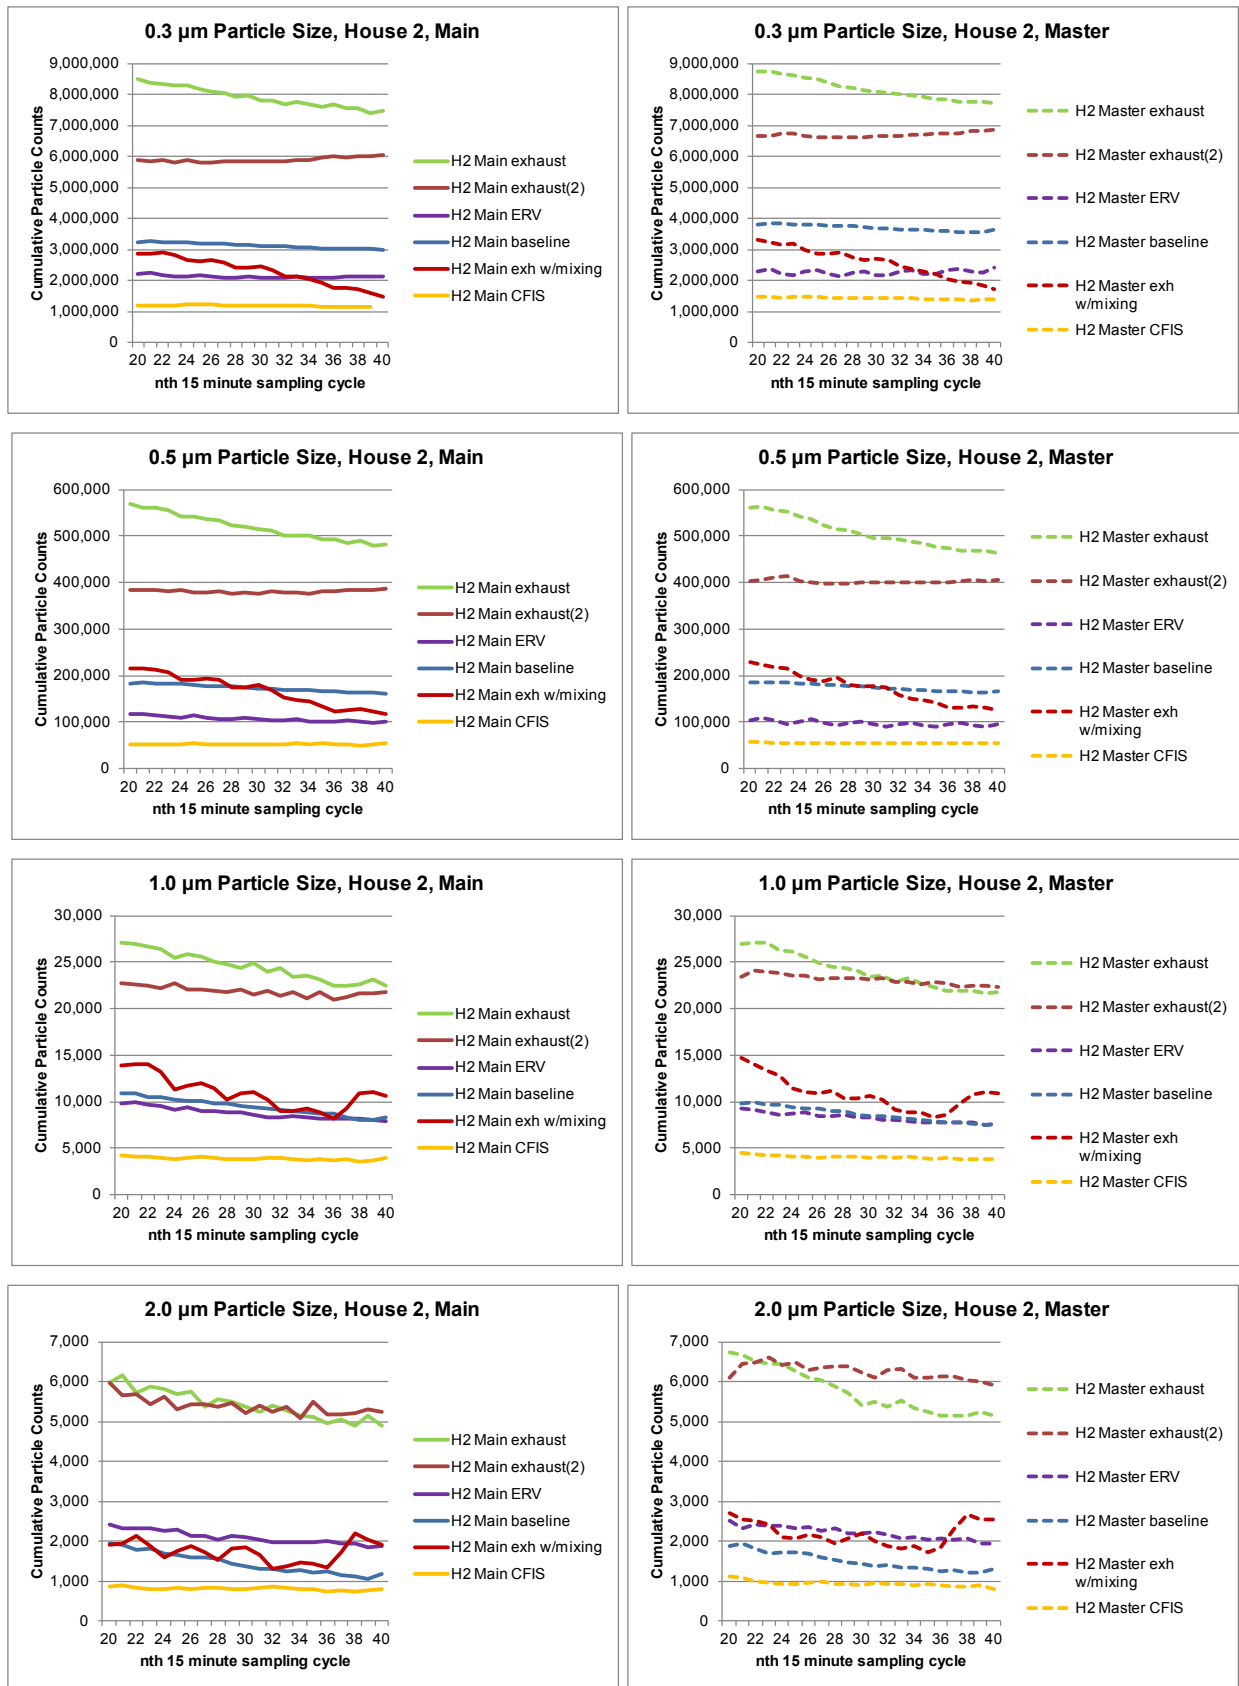 0.3 µm Particle Size, House 2, Main
Cumulative Particle Counts
9,000,000
8,000,000
7,000,000
6,000,000
5,000,000
4,000,000
3,000,000
2,000,000
1,000,000
0
20 22 24 26 28 30 32 34 36 38 40
nth 15 minute sampling cycle
H2 Main exhaust
H2 Main exhaust(2)
H2 Main ERV
H2 Main baseline
H2 Main exh w/mixing
H2 Main CFIS
0.3 µm Particle Size, House 2, Master
Cumulative Particle Counts
9,000,000
8,000,000
7,000,000
6,000,000
5,000,000
4,000,000
3,000,000
2,000,000
1,000,000
0
20 22 24 26 28 30 32 34 36 38 40
nth 15 minute sampling cycle
H2 Master exhaust
H2 Master exhaust(2)
H2 Master ERV
H2 Master baseline
H2 Master exh
w/mixing
H2 Master CFIS
0.5 µm Particle Size, House 2, Main
Cumulative Particle Counts
600,000
500,000
400,000
300,000
200,000
100,000
0
20 22 24 26 28 30 32 34 36 38 40
nth 15 minute sampling cycle
H2 Main exhaust
H2 Main exhaust(2)
H2 Main ERV
H2 Main baseline
H2 Main exh w/mixing
H2 Main CFIS
0.5 µm Particle Size, House 2, Master
Cumulative Particle Counts
600,000
500,000
400,000
300,000
200,000
100,000
0
20 22 24 26 28 30 32 34 36 38 40
nth 15 minute sampling cycle
H2 Master exhaust
H2 Master exhaust(2)
H2 Master ERV
H2 Master baseline
H2 Master exh
w/mixing
H2 Master CFIS
1.0 µm Particle Size, House 2, Main
Cumulative Particle Counts
30,000
25,000
20,000
15,000
10,000
5,000
0
20 22 24 26 28 30 32 34 36 38 40
nth 15 minute sampling cycle
H2 Main exhaust
H2 Main exhaust(2)
H2 Main ERV
H2 Main baseline
H2 Main exh w/mixing
H2 Main CFIS
1.0 µm Particle Size, House 2, Master
Cumulative Particle Counts
30,000
25,000
20,000
15,000
10,000
5,000
0
20 22 24 26 28 30 32 34 36 38 40
nth 15 minute sampling cycle
H2 Master exhaust
H2 Master exhaust(2)
H2 Master ERV
H2 Master baseline
H2 Master exh
w/mixing
H2 Master CFIS
2.0 µm Particle Size, House 2, Main
Cumulative Particle Counts
7,000
6,000
5,000
4,000
3,000
2,000
1,000
0
20 22 24 26 28 30 32 34 36 38 40
nth 15 minute sampling cycle
H2 Main exhaust
H2 Main exhaust(2)
H2 Main ERV
H2 Main baseline
H2 Main exh w/mixing
H2 Main CFIS
2.0 µm Particle Size, House 2, Master
Cumulative Particle Counts
7,000
6,000
5,000
4,000
3,000
2,000
1,000
0
20 22 24 26 28 30 32 34 36 38 40
nth 15 minute sampling cycle
H2 Master exhaust
H2 Master exhaust(2)
H2 Master ERV
H2 Master baseline
H2 Master exh
w/mixing
H2 Master CFIS